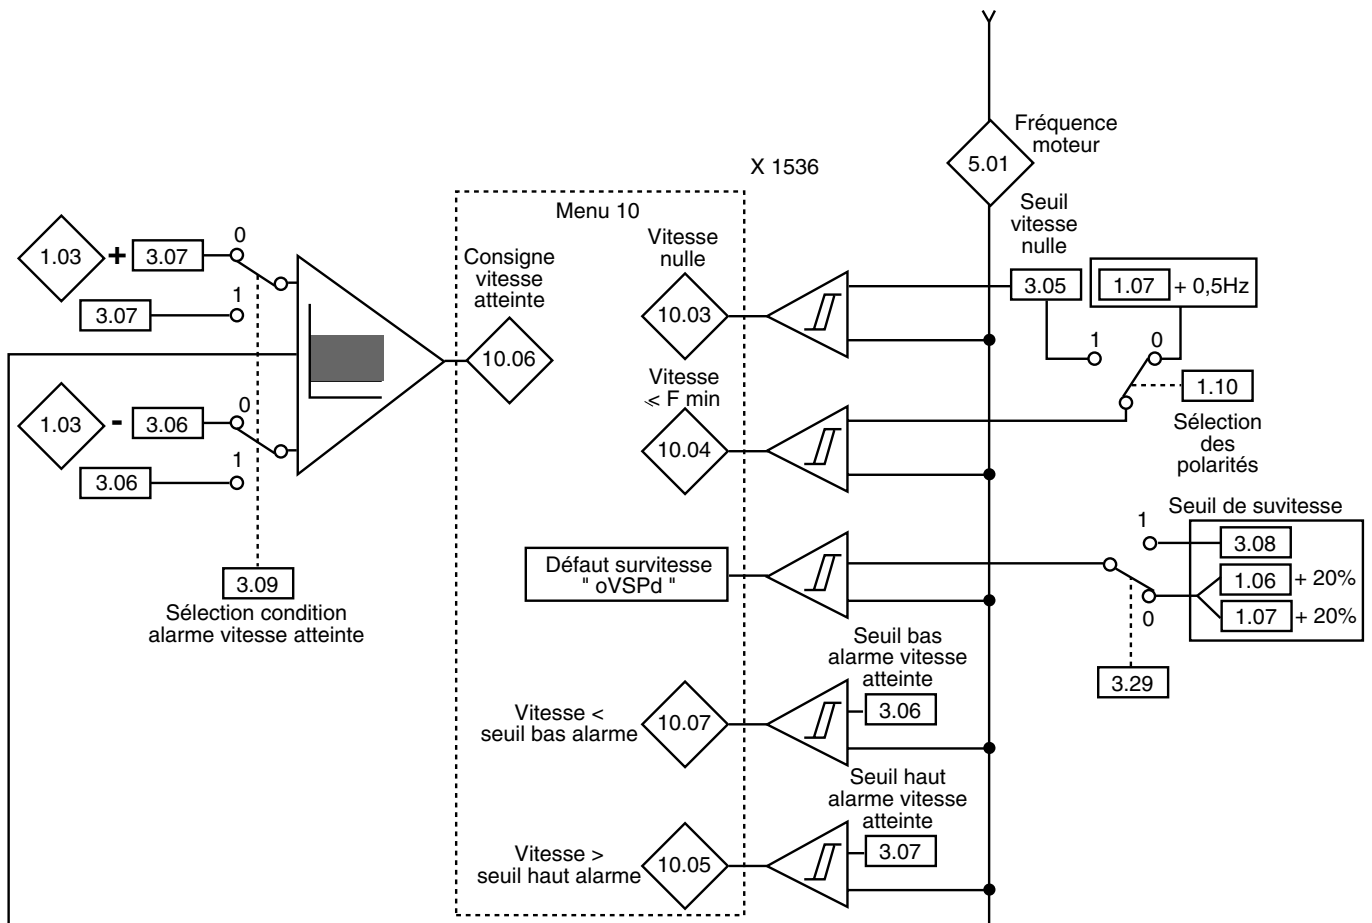 Fréquence
moteur
5.01
X 1536
Menu 10
Seuil
vitesse
nulle
Vitesse
nulle
Consigne
vitesse
atteinte
1.03
+
3.07
0
3.07
1
10.03
3.05
1.07
+ 0,5Hz
10.06
Vitesse
≪ F min
1
0
1.10
Sélection
des
polarités
1.03
-
3.06
0
3.06
1
10.04
Seuil de suvitesse
1
3.08
Défaut survitesse
" oVSPd "
1.06
+ 20%
1.07
+ 20%
0
3.29
3.09
Sélection condition
alarme vitesse atteinte
Seuil bas
alarme vitesse
atteinte
3.06
Vitesse <
seuil bas alarme
10.07
Seuil haut
alarme vitesse
atteinte
3.07
Vitesse >
seuil haut alarme
10.05